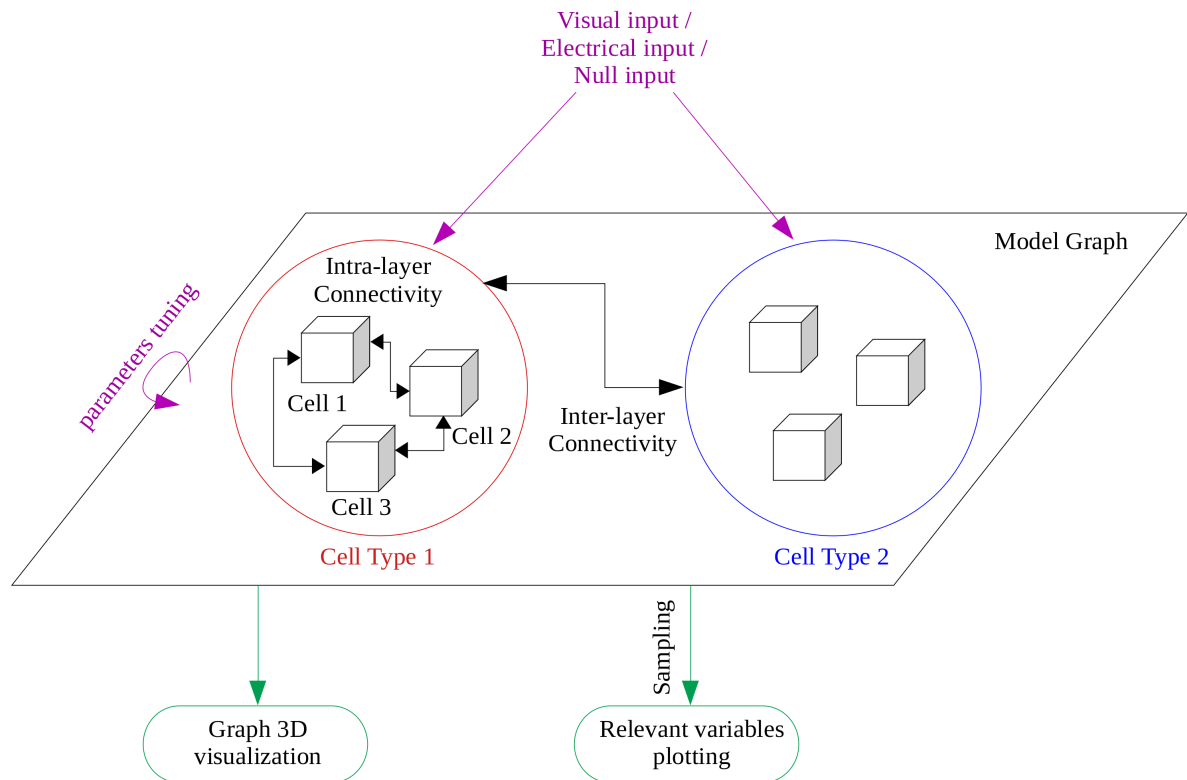 Visual input /
Electrical input /
Null input
Model Graph
parameters tuning
Intra-layer
Connectivity
Cell 1
Cell 2
Cell 3
Inter-layer
Connectivity
Cell Type 1
Cell Type 2
Sampling
Graph 3D
visualization
Relevant variables
plotting